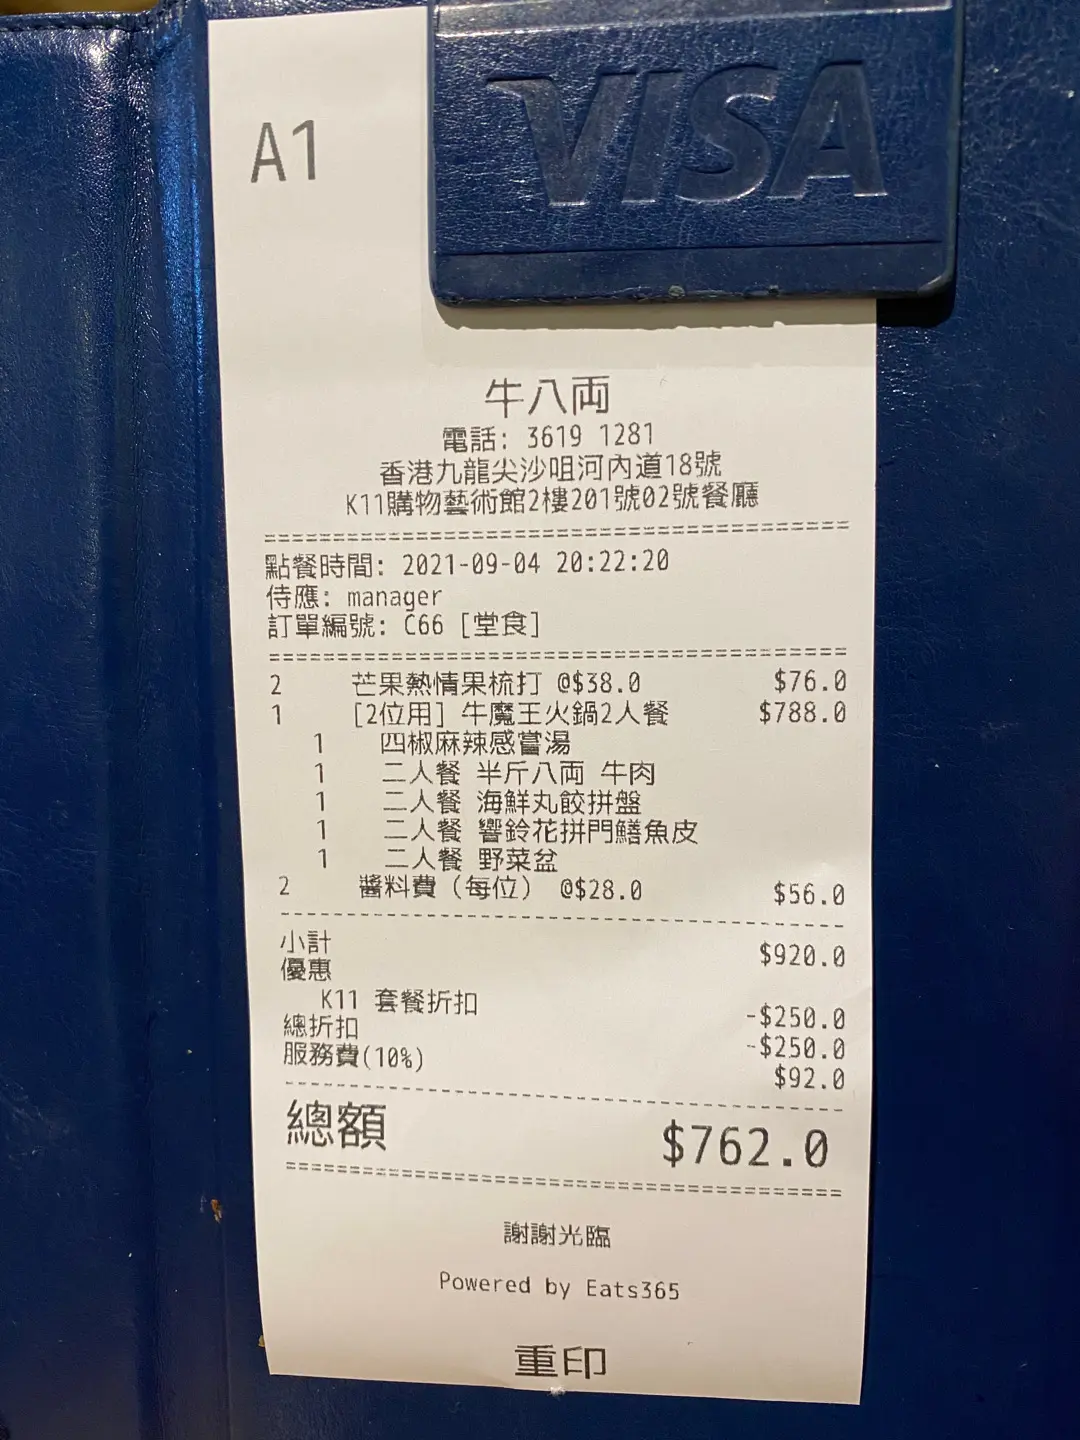 VISA
A1
牛八両
電話: 3619 1281
香港九龍尖沙咀河內道18號
K11購物藝術館2樓201號02號餐廳
========================================
點餐時間: 2021-09-04 20:22:20
侍應: manager
訂單編號: C66 [堂食]
========================================
2 芒果熱情果梳打 @$38.0 $76.0
1 [2位用] 牛魔王火鍋2人餐 $788.0
1 四椒麻辣感嘗湯
1 二人餐 半斤八両 牛肉
1 二人餐 海鮮丸餃拼盤
1 二人餐 響鈴花拼門鱔魚皮
1 二人餐 野菜盆
2 醬料費 (每位) @$28.0 $56.0
----------------------------------------
小計 $920.0
優惠
K11 套餐折扣 -$250.0
總折扣 -$250.0
服務費(10%) $92.0
----------------------------------------
總額 $762.0
========================================
謝謝光臨
Powered by Eats365
重印